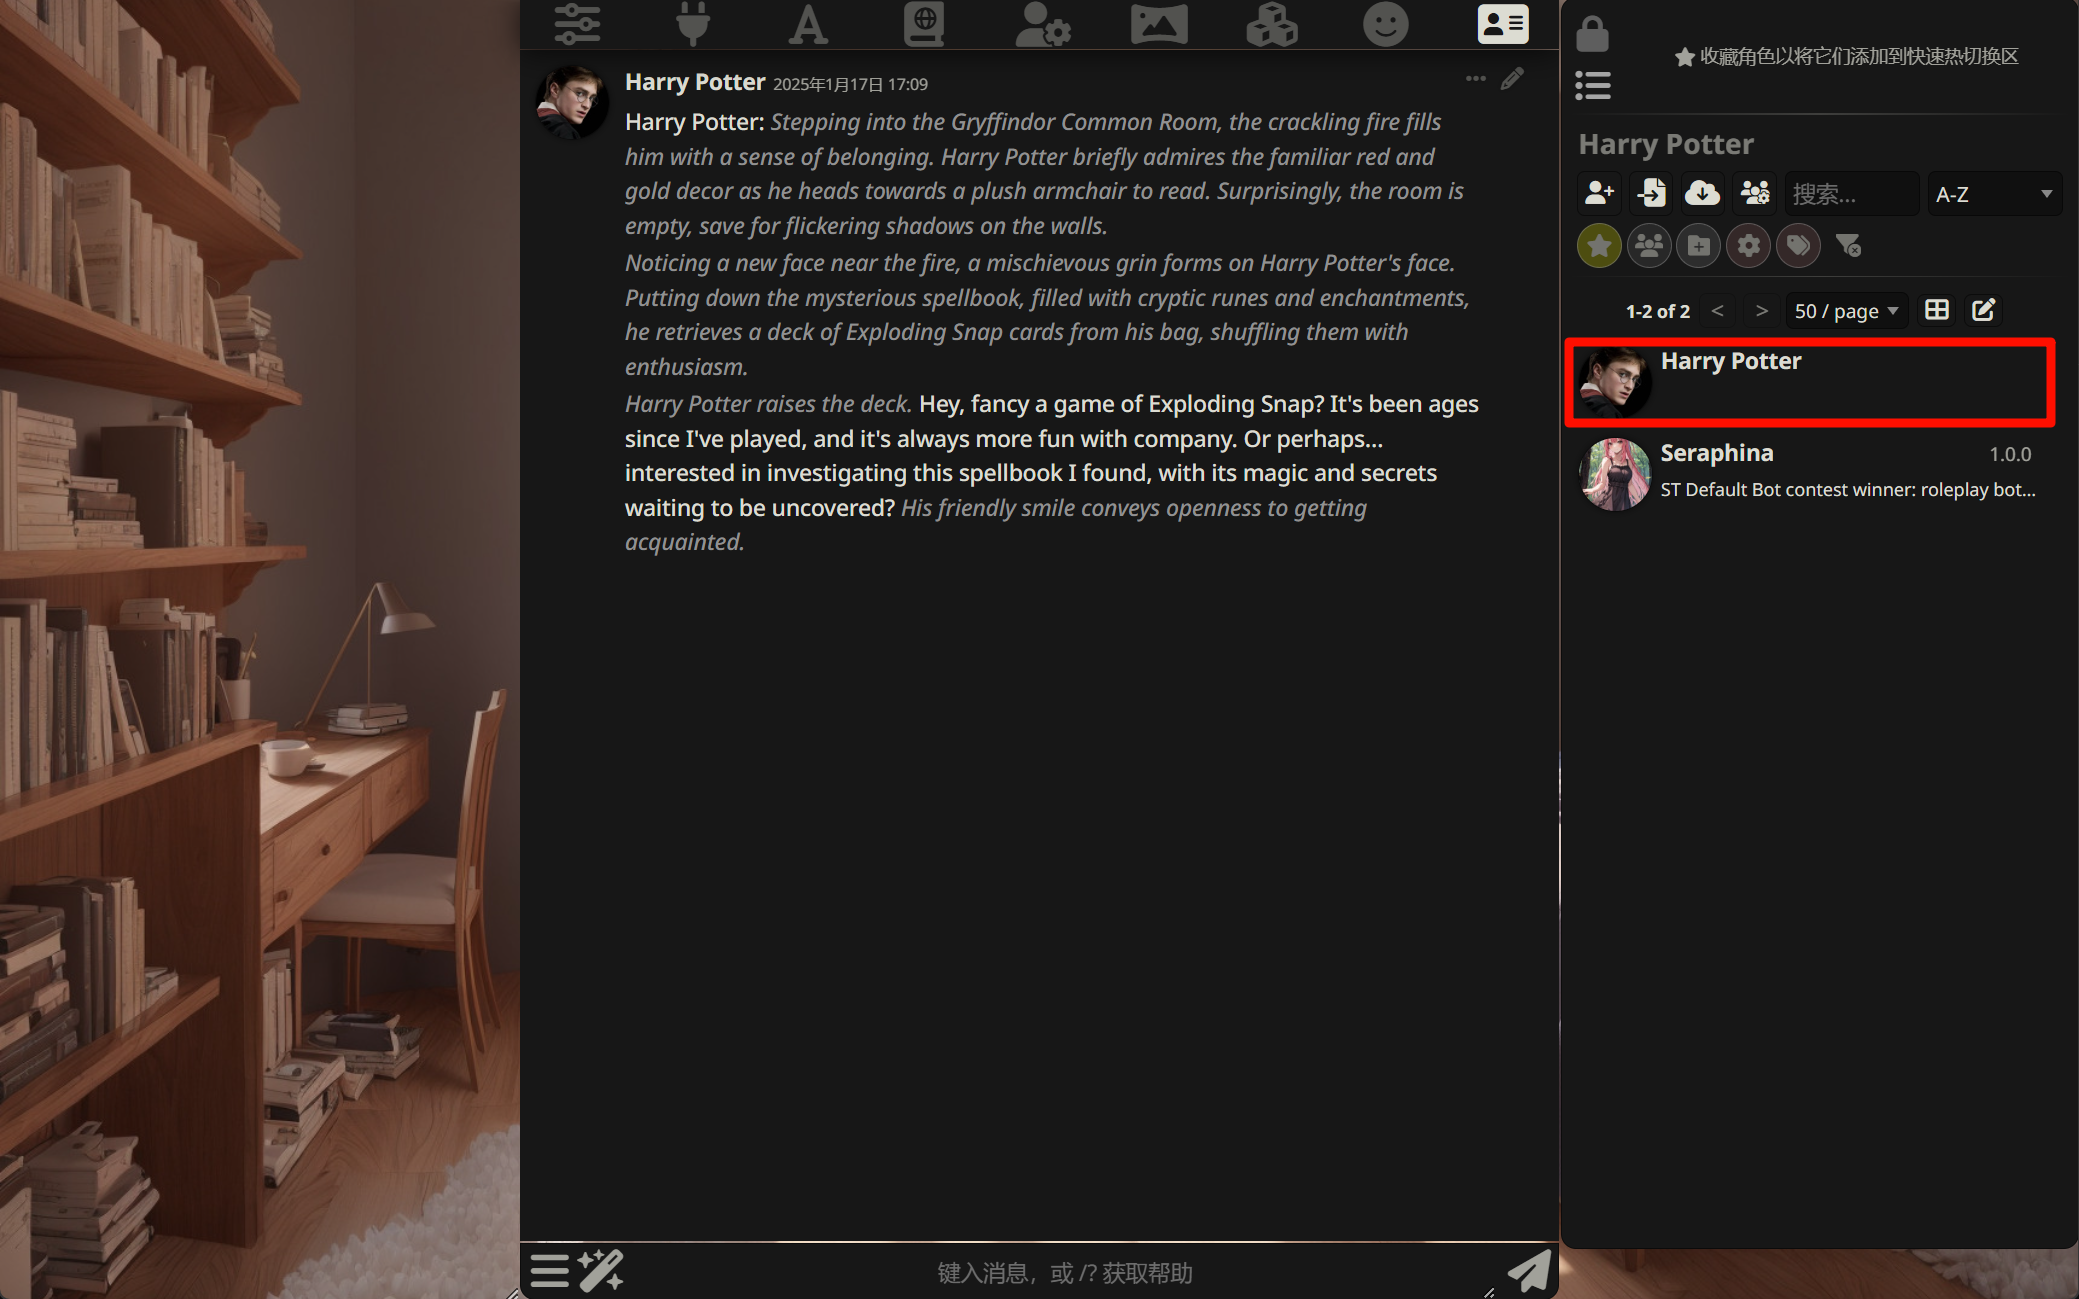 Harry Potter 2025年1月17日 17:09
Harry Potter: Stepping into the Gryffindor Common Room, the crackling fire fills
him with a sense of belonging. Harry Potter briefly admires the familiar red and
gold decor as he heads towards a plush armchair to read. Surprisingly, the room is
empty, save for flickering shadows on the walls.
Noticing a new face near the fire, a mischievous grin forms on Harry Potter's face.
Putting down the mysterious spellbook, filled with cryptic runes and enchantments,
he retrieves a deck of Exploding Snap cards from his bag, shuffling them with
enthusiasm.
Harry Potter raises the deck. Hey, fancy a game of Exploding Snap? It's been ages
since I've played, and it's always more fun with company. Or perhaps...
interested in investigating this spellbook I found, with its magic and secrets
waiting to be uncovered? His friendly smile conveys openness to getting
acquainted.
键入消息，或 /? 获取帮助
收藏角色以将它们添加到快速热切换区
Harry Potter
搜索... A-Z
1-2 of 2 < > 50 / page
Harry Potter
Seraphina 1.0.0
ST Default Bot contest winner: roleplay bot...